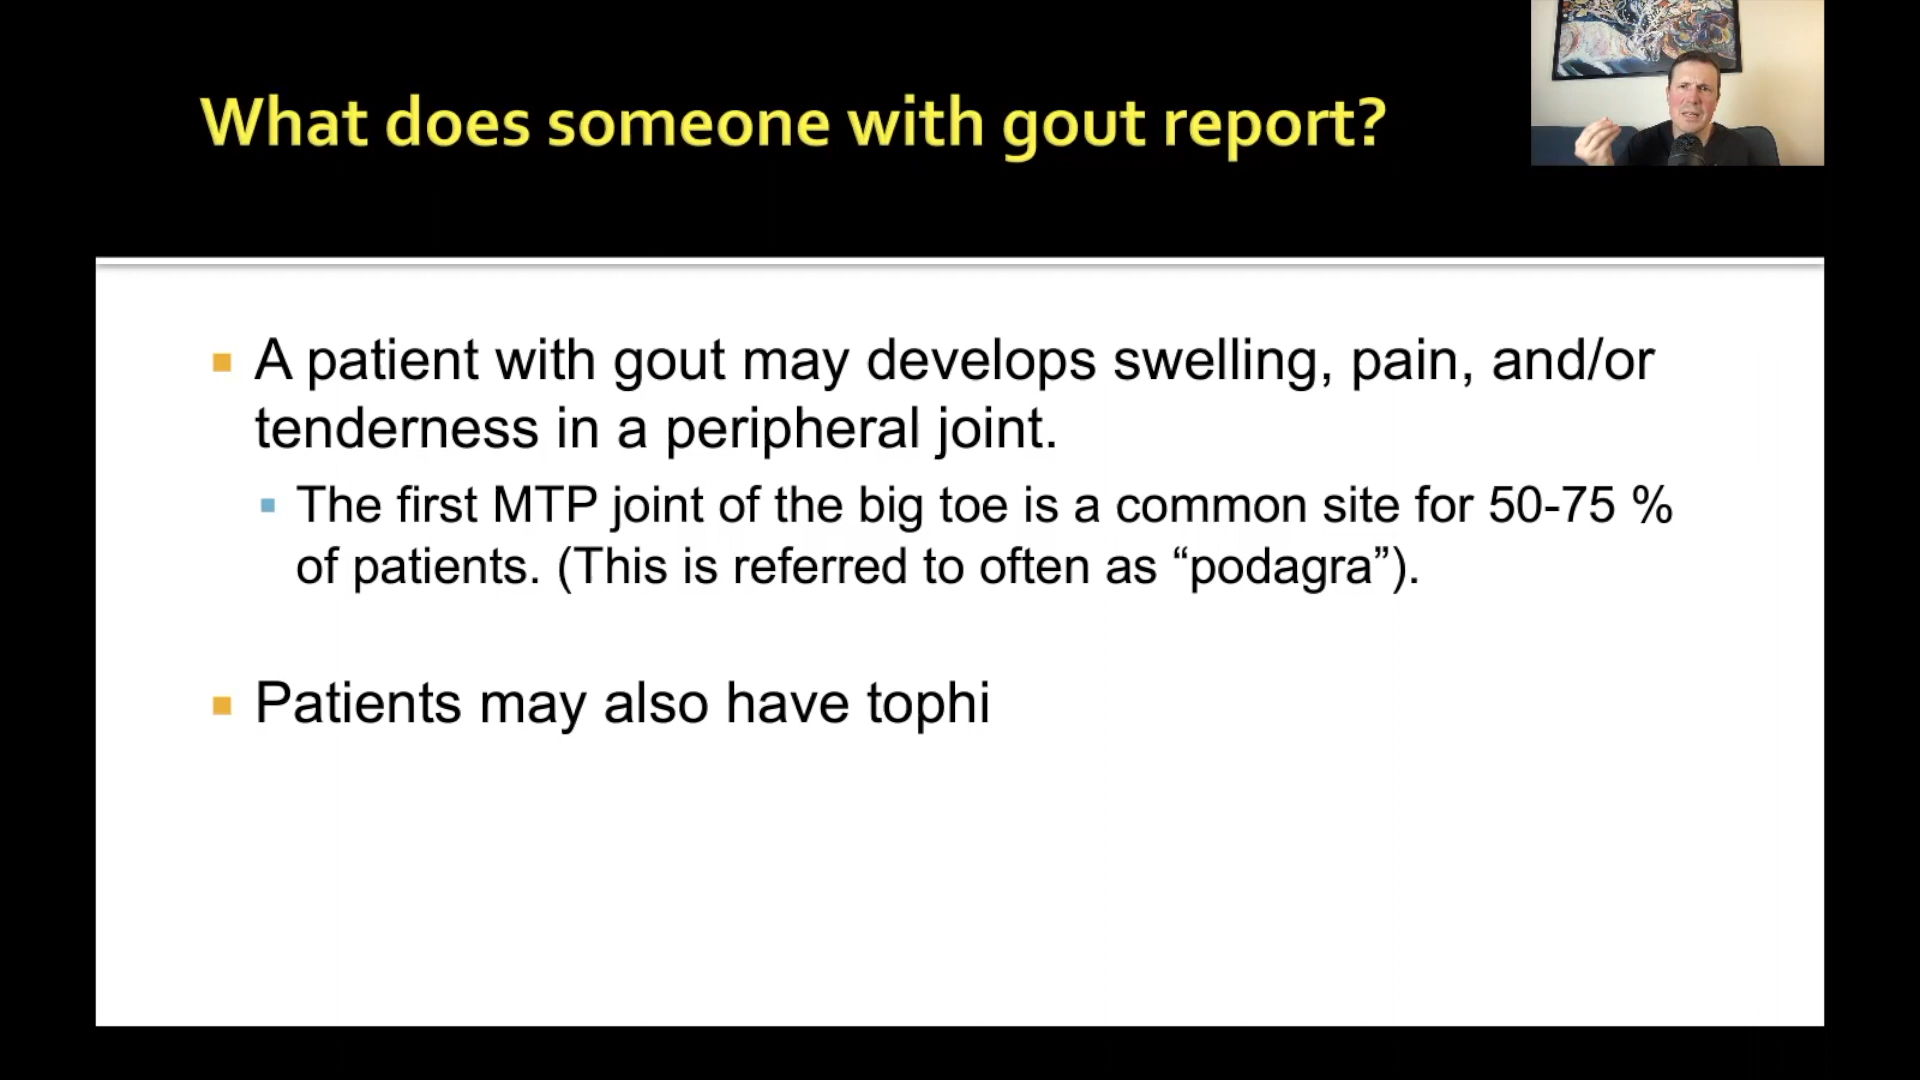 What does someone with gout report?
A patient with gout may develops swelling, pain, and/or
tenderness in a peripheral joint.
The first MTP joint of the big toe is a common site for 50-75 %
of patients. (This is referred to often as “podagra”).
Patients may also have tophi